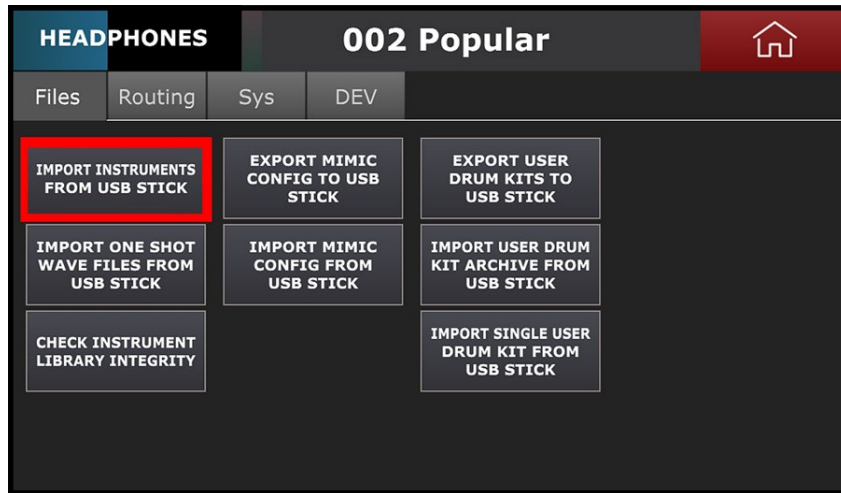 HEADPHONES
002 Popular
Files
Routing
Sys
DEV
IMPORT INSTRUMENTS
FROM USB STICK
EXPORT MIMIC
CONFIG TO USB
STICK
EXPORT USER
DRUM KITS TO
USB STICK
IMPORT ONE SHOT
WAVE FILES FROM
USB STICK
IMPORT MIMIC
CONFIG FROM
USB STICK
IMPORT USER DRUM
KIT ARCHIVE FROM
USB STICK
CHECK INSTRUMENT
LIBRARY INTEGRITY
IMPORT SINGLE USER
DRUM KIT FROM
USB STICK